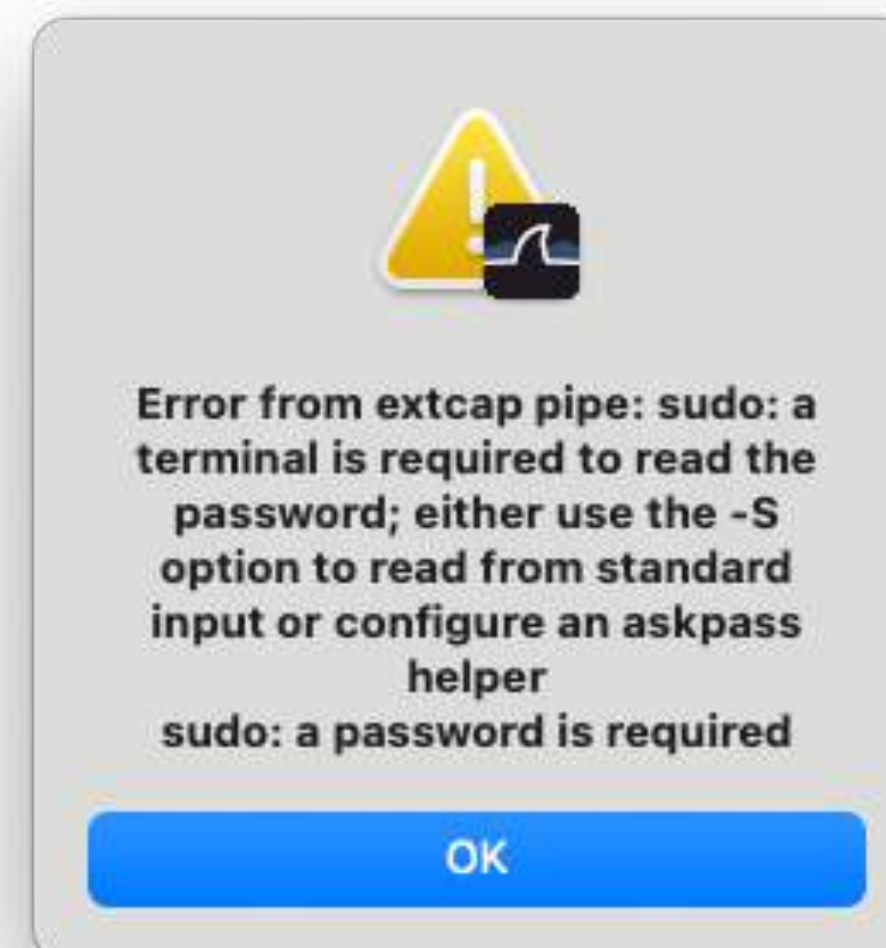 Error from extcap pipe: sudo: a
terminal is required to read the
password; either use the -S
option to read from standard
input or configure an askpass
helper
sudo: a password is required
OK